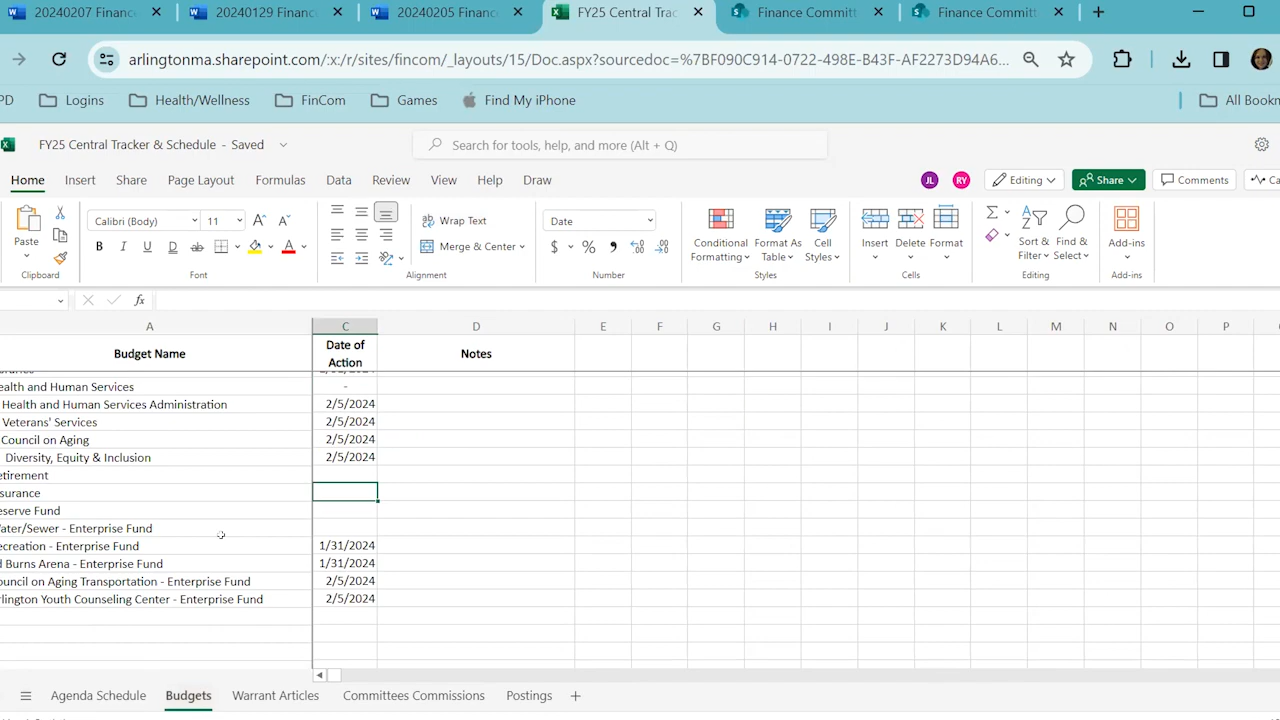 20240207 Financ
20240129 Finance
20240205 Finance
FY25 Central Trac
Finance Committe
Finance Committe
arlingtonma.sharepoint.com/:x:/r/sites/fincom/_layouts/15/Doc.aspx?sourcedoc=%7BF090C914-0722-498E-B43F-AF2273D94A6...
PD Logins Health/Wellness FinCom Games Find My iPhone All Bookm
FY25 Central Tracker & Schedule - Saved
Search for tools, help, and more (Alt + Q)
Home Insert Share Page Layout Formulas Data Review View Help Draw
JL RY Editing Share Comments Ca
Paste
Calibri (Body) 11
Wrap Text
Date
Merge & Center
Conditional Formatting
Format As Table
Cell Styles
Insert Delete Format
Sort & Filter
Find & Select
Add-ins
Clipboard Font Alignment Number Styles Cells Editing Add-ins
fx
A C D E F G H I J K L M N O P
Budget Name
Date of Action
Notes
ealth and Human Services -
Health and Human Services Administration 2/5/2024
Veterans' Services 2/5/2024
Council on Aging 2/5/2024
Diversity, Equity & Inclusion 2/5/2024
etirement
surance
eserve Fund
ater/Sewer - Enterprise Fund
ecreation - Enterprise Fund 1/31/2024
d Burns Arena - Enterprise Fund 1/31/2024
ouncil on Aging Transportation - Enterprise Fund 2/5/2024
rlington Youth Counseling Center - Enterprise Fund 2/5/2024
Agenda Schedule Budgets Warrant Articles Committees Commissions Postings